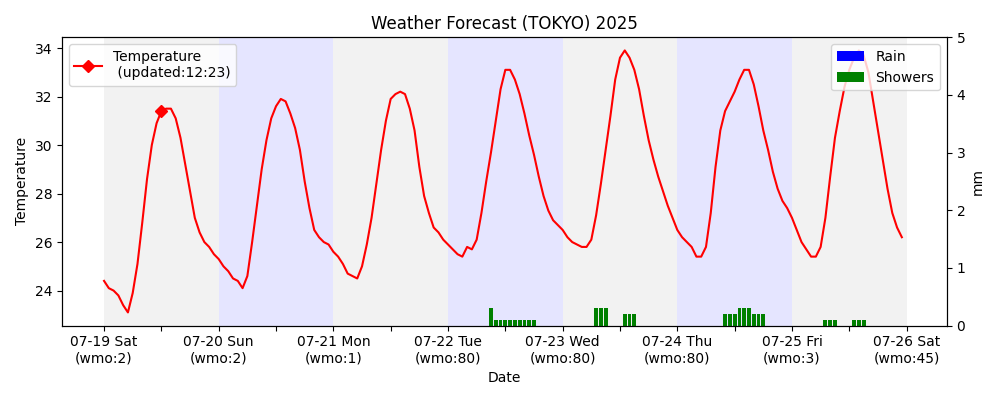 Weather Forecast (TOKYO) 2025
Temperature
(updated:12:23)
Rain
Showers
34
32
30
28
26
24
Temperature
5
4
3
2
1
0
mm
07-19 Sat
(wmo:2)
07-20 Sun
(wmo:2)
07-21 Mon
(wmo:1)
07-22 Tue
(wmo:80)
07-23 Wed
(wmo:80)
07-24 Thu
(wmo:80)
07-25 Fri
(wmo:3)
07-26 Sat
(wmo:45)
Date